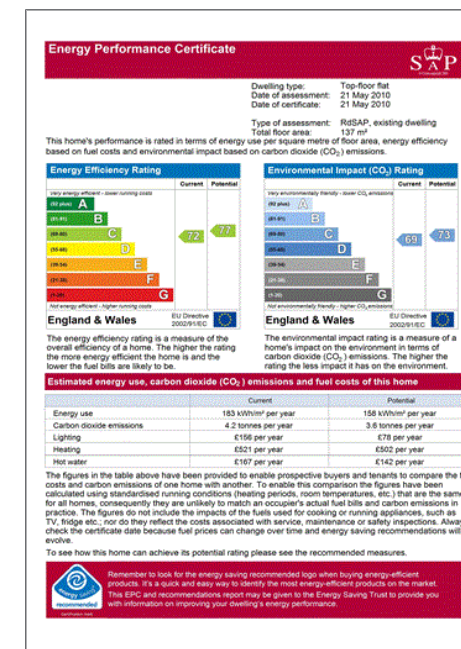 Energy Performance Certificate
SAP
Dwelling type: Top-floor flat
Date of assessment: 21 May 2010
Date of certificate: 21 May 2010
Type of assessment: RdSAP, existing dwelling
Total floor area: 137 m²
This home's performance is rated in terms of energy use per square metre of floor area, energy efficiency
based on fuel costs and environmental impact based on carbon dioxide (CO₂) emissions.
Energy Efficiency Rating
Current Potential
Very energy efficient - lower running costs
(92 plus) A
(81-91) B
(69-80) C
(55-68) D
(39-54) E
(21-38) F
(1-20) G
72 77
Not energy efficient - higher running costs
England & Wales
EU Directive
2002/91/EC
The energy efficiency rating is a measure of the
overall efficiency of a home. The higher the rating
the more energy efficient the home is and the
lower the fuel bills are likely to be.
Environmental Impact (CO₂) Rating
Current Potential
Very environmentally friendly - lower CO₂ emissions
(92 plus) A
(81-91) B
(69-80) C
(55-68) D
(39-54) E
(21-38) F
(1-20) G
69 73
Not environmentally friendly - higher CO₂ emissions
England & Wales
EU Directive
2002/91/EC
The environmental impact rating is a measure of a
home's impact on the environment in terms of
carbon dioxide (CO₂) emissions. The higher the
rating the less impact it has on the environment.
Estimated energy use, carbon dioxide (CO₂) emissions and fuel costs of this home
Current Potential
Energy use 183 kWh/m² per year 158 kWh/m² per year
Carbon dioxide emissions 4.2 tonnes per year 3.6 tonnes per year
Lighting £156 per year £78 per year
Heating £521 per year £502 per year
Hot water £167 per year £142 per year
The figures in the table above have been provided to enable prospective buyers and tenants to compare the f
costs and carbon emissions of one home with another. To enable this comparison the figures have been
calculated using standardised running conditions (heating periods, room temperatures, etc.) that are the same
for all homes, consequently they are unlikely to match an occupier's actual fuel bills and carbon emissions in
practice. The figures do not include the impacts of the fuels used for cooking or running appliances, such as
TV, fridge etc.; nor do they reflect the costs associated with service, maintenance or safety inspections. Alway
check the certificate date because fuel prices can change over time and energy saving recommendations will
evolve.
To see how this home can achieve its potential rating please see the recommended measures.
energy saving
recommended
Certification mark
Remember to look for the energy saving recommended logo when buying energy-efficient
products. It's a quick and easy way to identify the most energy-efficient products on the market.
This EPC and recommendations report may be given to the Energy Saving Trust to provide you
with information on improving your dwelling's energy performance.